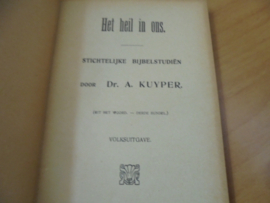 Het heil in ons.
STICHTELIJKE BIJBELSTUDIËN
DOOR Dr. A. KUYPER.
VOLKSUITGAVE.